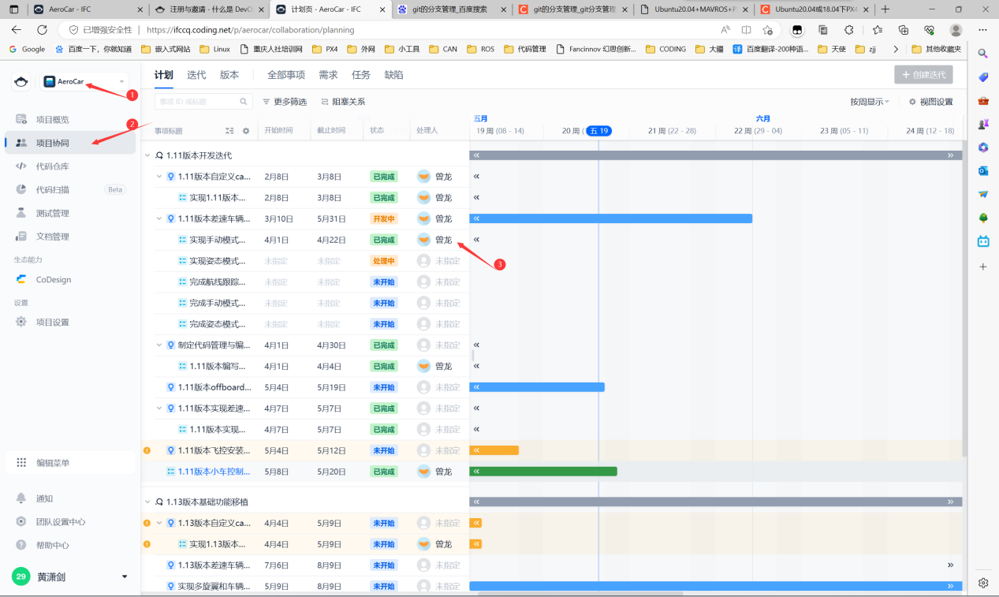 AeroCar - IFC
注册与邀请 - 什么是 DevO
计划页 - AeroCar - IFC
git的分支管理_百度搜索
git的分支管理_git分支管理
Ubuntu20.04+MAVROS+P
Ubuntu20.04或18.04下PX4
已增强安全性
https://ifccq.coding.net/p/aerocar/collaboration/planning
Google 百度一下，你就知道 嵌入式网站 Linux 重庆人社培训网 PX4 外网 小工具 CAN ROS 代码管理 Fancinnov 幻思创新... CODING 大疆 百度翻译-200种语... 天使 zjj 其他收藏夹
AeroCar
1
计划 迭代 版本 全部事项 需求 任务 缺陷
+ 创建迭代
事项 ID 或标题 更多筛选 阻塞关系 按周显示 视图设置
项目概览
2
项目协同
代码仓库
代码扫描 Beta
测试管理
文档管理
生态能力
CoDesign
设置
项目设置
编辑菜单
通知
团队设置中心
帮助中心
29 黄潇剑
五月 六月
事项标题 开始时间 截止时间 状态 处理人 19 周 (08 - 14) 20 周 ( 五 19 21 周 (22 - 28) 22 周 (29 - 04) 23 周 (05 - 11) 24 周 (12 - 18)
1.11版本开发迭代
1.11版本自定义ca... 2月8日 3月8日 已完成 曾龙
实现1.11版本... 2月8日 3月8日 已完成 曾龙
1.11版本差速车辆... 3月10日 5月31日 开发中 曾龙
实现手动模式... 4月1日 4月22日 已完成 曾龙
3
实现姿态模式... 未指定 未指定 处理中 未指定
完成航线跟踪... 未指定 未指定 未开始 未指定
完成手动模式... 未指定 未指定 未开始 未指定
完成姿态模式... 未指定 未指定 未开始 未指定
制定代码管理与编... 4月1日 4月30日 已完成 未指定
1.11版本编写... 4月1日 4月4日 已完成 曾龙
1.11版本offboard... 5月4日 5月19日 未开始 未指定
1.11版本实现差速... 4月7日 5月7日 已完成 未指定
1.11版本实现... 4月7日 5月7日 已完成 未指定
1.11版本飞控安装... 5月4日 5月12日 未开始 未指定
1.11版本小车控制... 5月8日 5月20日 已完成 曾龙
1.13版本基础功能移植
1.13版本自定义ca... 4月4日 5月9日 未开始 未指定
实现1.13版本... 4月4日 5月9日 未开始 曾龙
1.13版本差速车辆... 7月6日 8月9日 未开始 未指定
实现多旋翼和车辆... 5月9日 8月9日 未开始 未指定